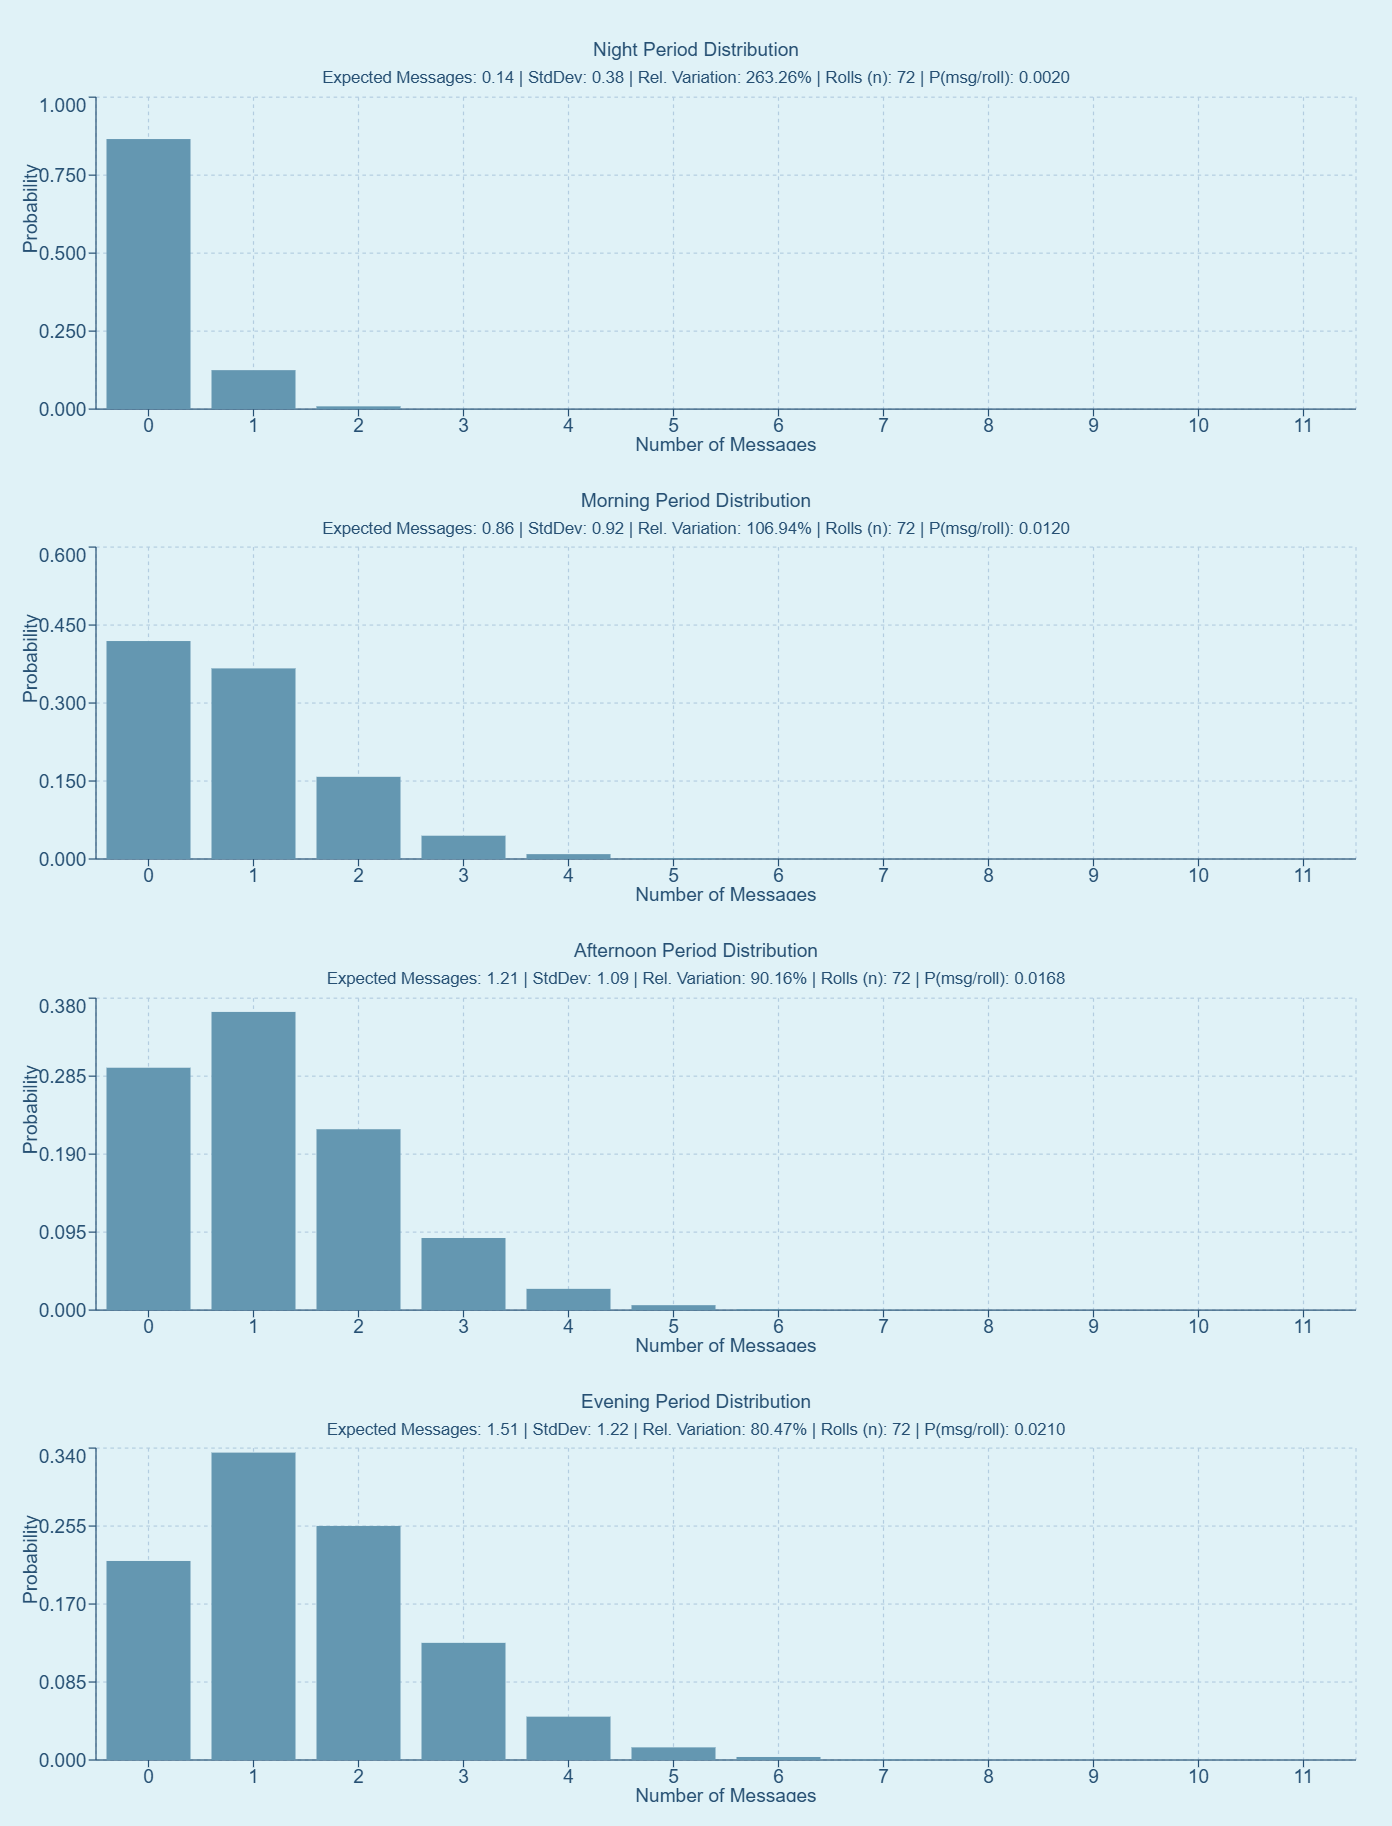 Night Period Distribution
Expected Messages: 0.14 | StdDev: 0.38 | Rel. Variation: 263.26% | Rolls (n): 72 | P(msg/roll): 0.0020
Probability
1.000
0.750
0.500
0.250
0.000
0 1 2 3 4 5 6 7 8 9 10 11
Number of Messages
Morning Period Distribution
Expected Messages: 0.86 | StdDev: 0.92 | Rel. Variation: 106.94% | Rolls (n): 72 | P(msg/roll): 0.0120
Probability
0.600
0.450
0.300
0.150
0.000
0 1 2 3 4 5 6 7 8 9 10 11
Number of Messages
Afternoon Period Distribution
Expected Messages: 1.21 | StdDev: 1.09 | Rel. Variation: 90.16% | Rolls (n): 72 | P(msg/roll): 0.0168
Probability
0.380
0.285
0.190
0.095
0.000
0 1 2 3 4 5 6 7 8 9 10 11
Number of Messages
Evening Period Distribution
Expected Messages: 1.51 | StdDev: 1.22 | Rel. Variation: 80.47% | Rolls (n): 72 | P(msg/roll): 0.0210
Probability
0.340
0.255
0.170
0.085
0.000
0 1 2 3 4 5 6 7 8 9 10 11
Number of Messages